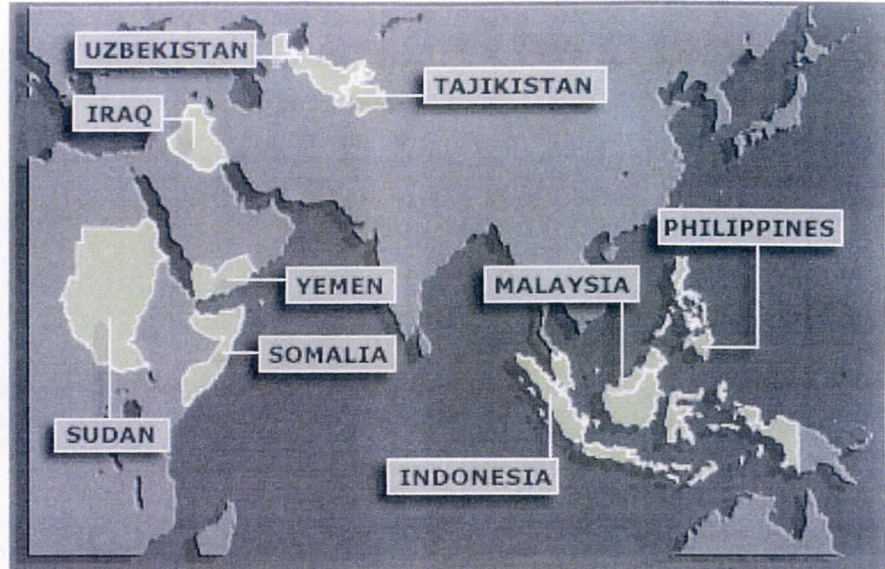 UZBEKISTAN
TAJIKISTAN
IRAQ
PHILIPPINES
YEMEN
MALAYSIA
SOMALIA
SUDAN
INDONESIA